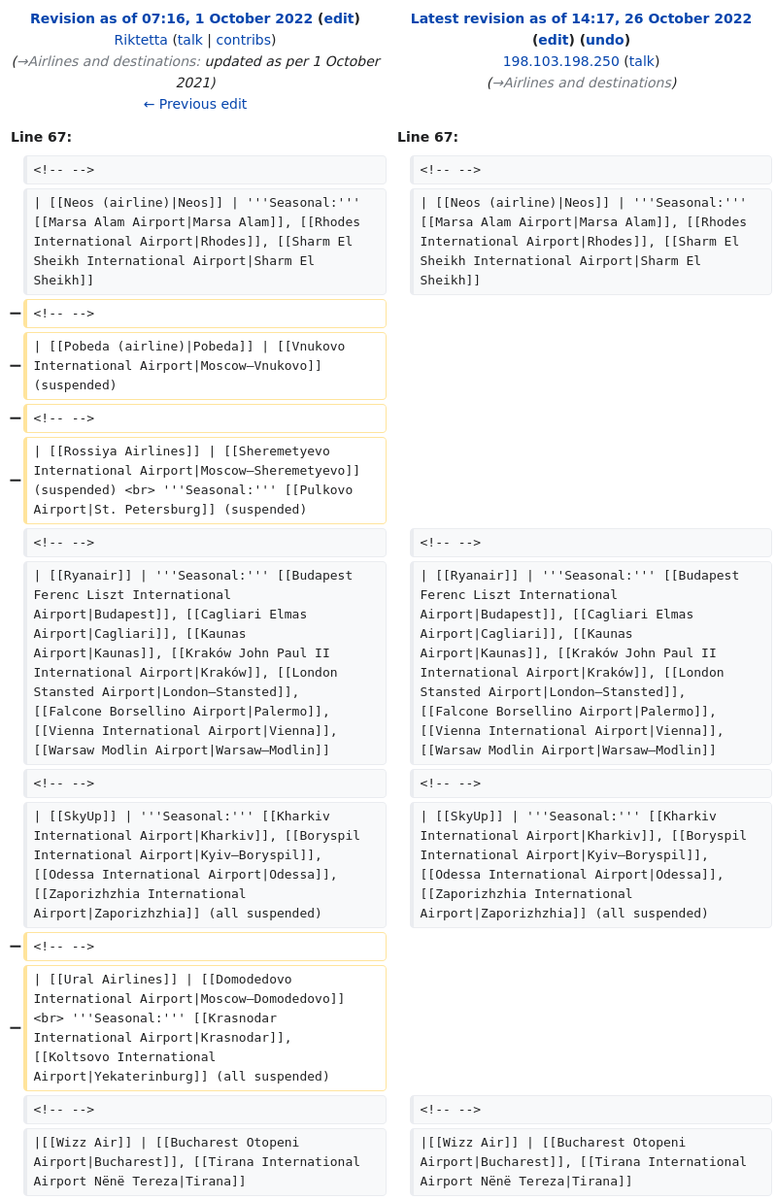 Revision as of 07:16, 1 October 2022 (edit)
Riktetta (talk | contribs)
(→Airlines and destinations: updated as per 1 October
2021)
← Previous edit
Latest revision as of 14:17, 26 October 2022
(edit) (undo)
198.103.198.250 (talk)
(→Airlines and destinations)
Line 67:
Line 67:
<!-- -->
<!-- -->
| [[Neos (airline)|Neos]] | '''Seasonal:'''
[[Marsa Alam Airport|Marsa Alam]], [[Rhodes
International Airport|Rhodes]], [[Sharm El
Sheikh International Airport|Sharm El
Sheikh]]
| [[Neos (airline)|Neos]] | '''Seasonal:'''
[[Marsa Alam Airport|Marsa Alam]], [[Rhodes
International Airport|Rhodes]], [[Sharm El
Sheikh International Airport|Sharm El
Sheikh]]
− <!-- -->
− | [[Pobeda (airline)|Pobeda]] | [[Vnukovo
International Airport|Moscow–Vnukovo]]
(suspended)
− <!-- -->
− | [[Rossiya Airlines]] | [[Sheremetyevo
International Airport|Moscow–Sheremetyevo]]
(suspended) <br> '''Seasonal:''' [[Pulkovo
Airport|St. Petersburg]] (suspended)
<!-- -->
<!-- -->
| [[Ryanair]] | '''Seasonal:''' [[Budapest
Ferenc Liszt International
Airport|Budapest]], [[Cagliari Elmas
Airport|Cagliari]], [[Kaunas
Airport|Kaunas]], [[Kraków John Paul II
International Airport|Kraków]], [[London
Stansted Airport|London–Stansted]],
[[Falcone Borsellino Airport|Palermo]],
[[Vienna International Airport|Vienna]],
[[Warsaw Modlin Airport|Warsaw–Modlin]]
| [[Ryanair]] | '''Seasonal:''' [[Budapest
Ferenc Liszt International
Airport|Budapest]], [[Cagliari Elmas
Airport|Cagliari]], [[Kaunas
Airport|Kaunas]], [[Kraków John Paul II
International Airport|Kraków]], [[London
Stansted Airport|London–Stansted]],
[[Falcone Borsellino Airport|Palermo]],
[[Vienna International Airport|Vienna]],
[[Warsaw Modlin Airport|Warsaw–Modlin]]
<!-- -->
<!-- -->
| [[SkyUp]] | '''Seasonal:''' [[Kharkiv
International Airport|Kharkiv]], [[Boryspil
International Airport|Kyiv–Boryspil]],
[[Odessa International Airport|Odessa]],
[[Zaporizhzhia International
Airport|Zaporizhzhia]] (all suspended)
| [[SkyUp]] | '''Seasonal:''' [[Kharkiv
International Airport|Kharkiv]], [[Boryspil
International Airport|Kyiv–Boryspil]],
[[Odessa International Airport|Odessa]],
[[Zaporizhzhia International
Airport|Zaporizhzhia]] (all suspended)
− <!-- -->
− | [[Ural Airlines]] | [[Domodedovo
International Airport|Moscow–Domodedovo]]
<br> '''Seasonal:''' [[Krasnodar
International Airport|Krasnodar]],
[[Koltsovo International
Airport|Yekaterinburg]] (all suspended)
<!-- -->
<!-- -->
|[[Wizz Air]] | [[Bucharest Otopeni
Airport|Bucharest]], [[Tirana International
Airport Nënë Tereza|Tirana]]
|[[Wizz Air]] | [[Bucharest Otopeni
Airport|Bucharest]], [[Tirana International
Airport Nënë Tereza|Tirana]]